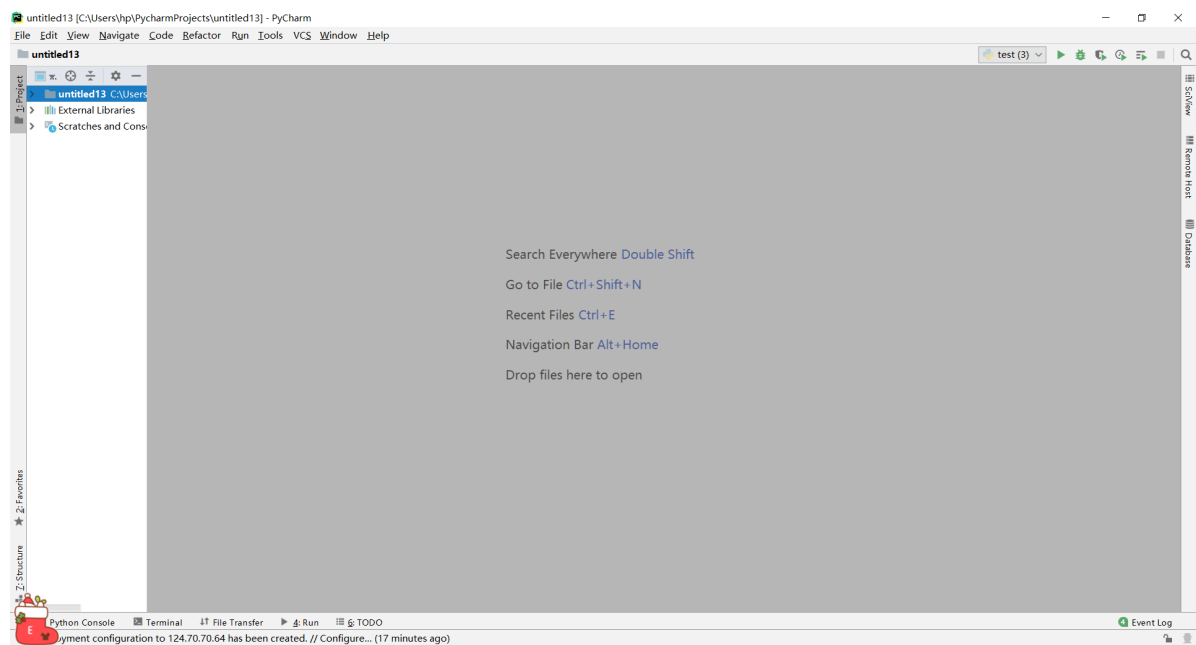 untitled13 [C:\Users\hp\PycharmProjects\untitled13] - PyCharm
File Edit View Navigate Code Refactor Run Tools VCS Window Help
untitled13
test (3)
1: Project
untitled13 C:\Users
External Libraries
Scratches and Cons
SciView
Remote Host
Database
Search Everywhere Double Shift
Go to File Ctrl+Shift+N
Recent Files Ctrl+E
Navigation Bar Alt+Home
Drop files here to open
2: Favorites
7: Structure
E
Python Console Terminal File Transfer 4: Run 6: TODO
4 Event Log
oyment configuration to 124.70.70.64 has been created. // Configure... (17 minutes ago)